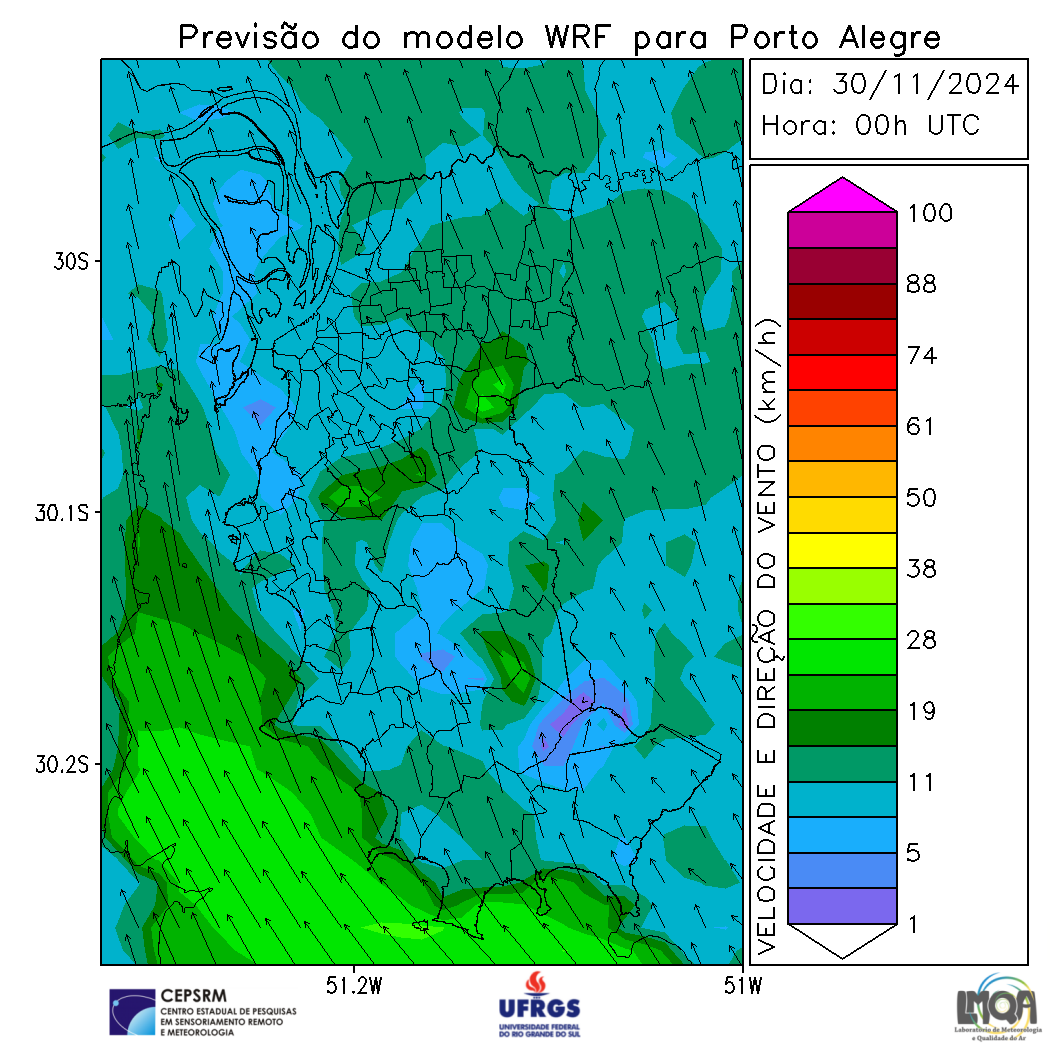 Previsão do modelo WRF para Porto Alegre
Dia: 30/11/2024
Hora: 00h UTC
30S
30.1S
30.2S
51.2W
51W
VELOCIDADE E DIREÇÃO DO VENTO (km/h)
100
88
74
61
50
38
28
19
11
5
1
CEPSRM
CENTRO ESTADUAL DE PESQUISAS
EM SENSORIAMENTO REMOTO
E METEOROLOGIA
UFRGS
UNIVERSIDADE FEDERAL
DO RIO GRANDE DO SUL
LMQA
Laboratório de Meteorologia
e Qualidade do Ar